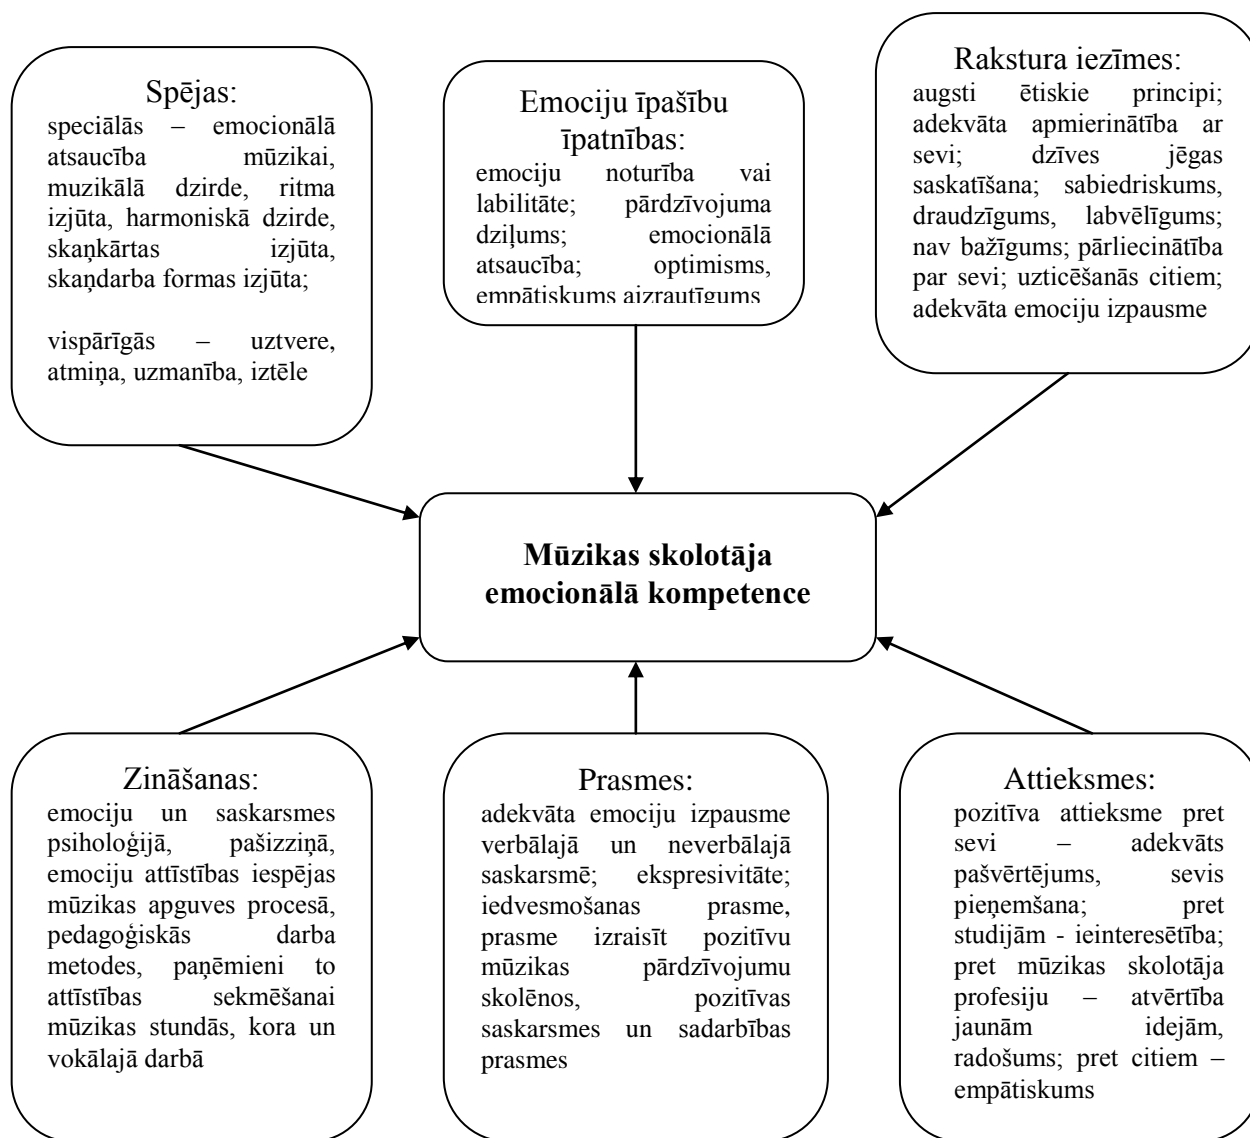 Spējas:
speciālās – emocionālā
atsaucība mūzikai,
muzikālā dzirde, ritma
izjūta, harmoniskā dzirde,
skaņkārtas izjūta,
skaņdarba formas izjūta;
vispārīgās – uztvere,
atmiņa, uzmanība, iztēle
Emociju īpašību
īpatnības:
emociju noturība vai
labilitāte; pārdzīvojuma
dziļums; emocionālā
atsaucība; optimisms,
empātiskums aizrautīgums
Rakstura iezīmes:
augsti ētiskie principi;
adekvāta apmierinātība ar
sevi; dzīves jēgas
saskatīšana; sabiedriskums,
draudzīgums, labvēlīgums;
nav bažīgums; pārliecinātība
par sevi; uzticēšanās citiem;
adekvāta emociju izpausme
Mūzikas skolotāja
emocionālā kompetence
Zināšanas:
emociju un saskarsmes
psiholoģijā, pašizziņā,
emociju attīstības iespējas
mūzikas apguves procesā,
pedagoģiskās darba
metodes, paņēmieni to
attīstības sekmēšanai
mūzikas stundās, kora un
vokālajā darbā
Prasmes:
adekvāta emociju izpausme
verbālajā un neverbālajā
saskarsmē; ekspresivitāte;
iedvesmošanas prasme,
prasme izraisīt pozitīvu
mūzikas pārdzīvojumu
skolēnos, pozitīvas
saskarsmes un sadarbības
prasmes
Attieksmes:
pozitīva attieksme pret
sevi – adekvāts
pašvērtējums, sevis
pieņemšana; pret
studijām - ieinteresētība;
pret mūzikas skolotāja
profesiju – atvērtība
jaunām idejām,
radošums; pret citiem –
empātiskums